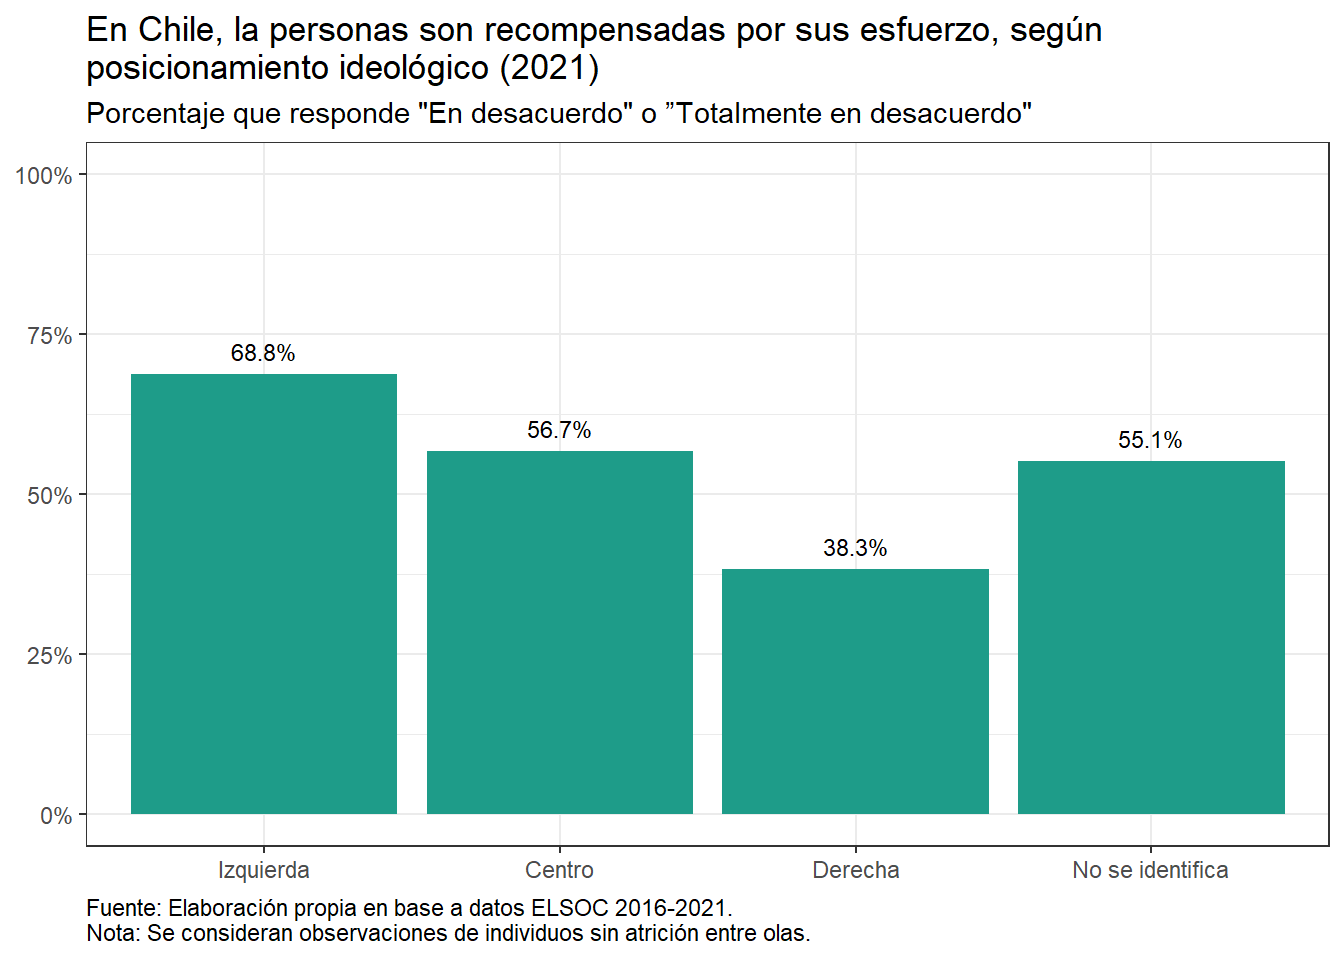 En Chile, la personas son recompensadas por sus esfuerzo, según
posicionamiento ideológico (2021)
Porcentaje que responde "En desacuerdo" o ”Totalmente en desacuerdo"
100%
75%
50%
25%
0%
68.8%
56.7%
38.3%
55.1%
Izquierda
Centro
Derecha
No se identifica
Fuente: Elaboración propia en base a datos ELSOC 2016-2021.
Nota: Se consideran observaciones de individuos sin atrición entre olas.